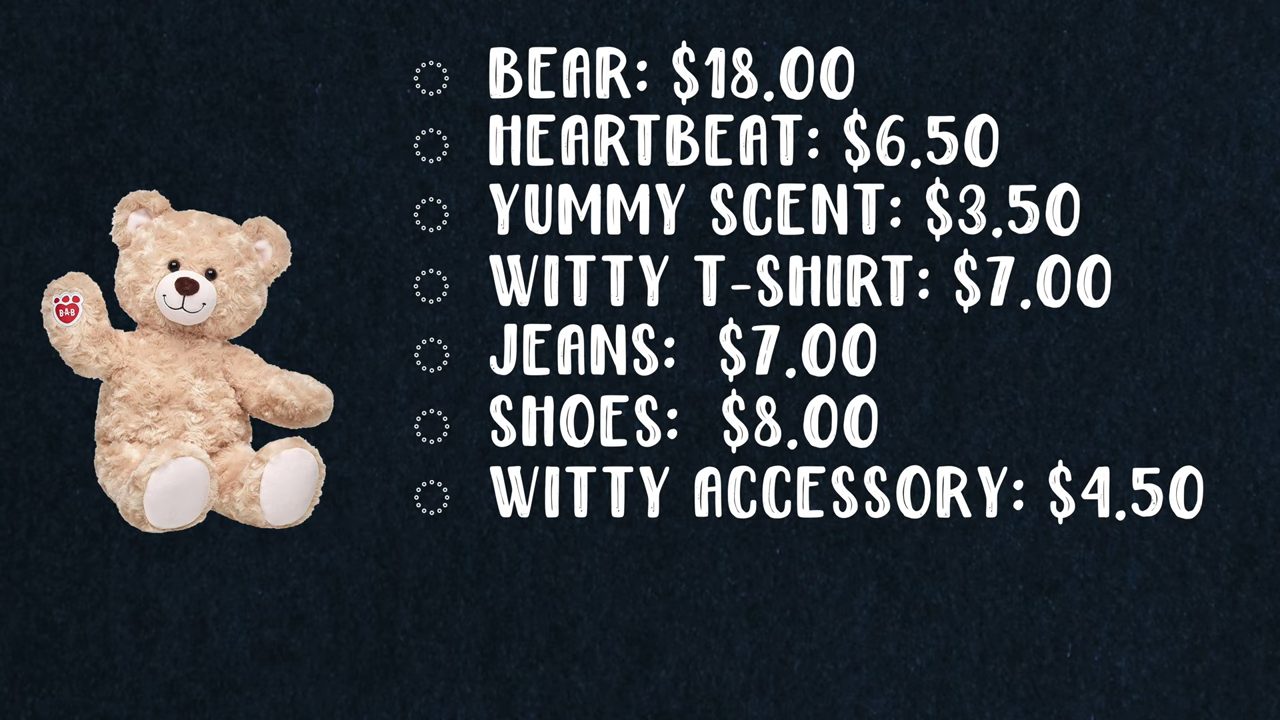 BEAR: $18.00
HEARTBEAT: $6.50
YUMMY SCENT: $3.50
WITTY T-SHIRT: $7.00
JEANS: $7.00
SHOES: $8.00
WITTY ACCESSORY: $4.50
BAB